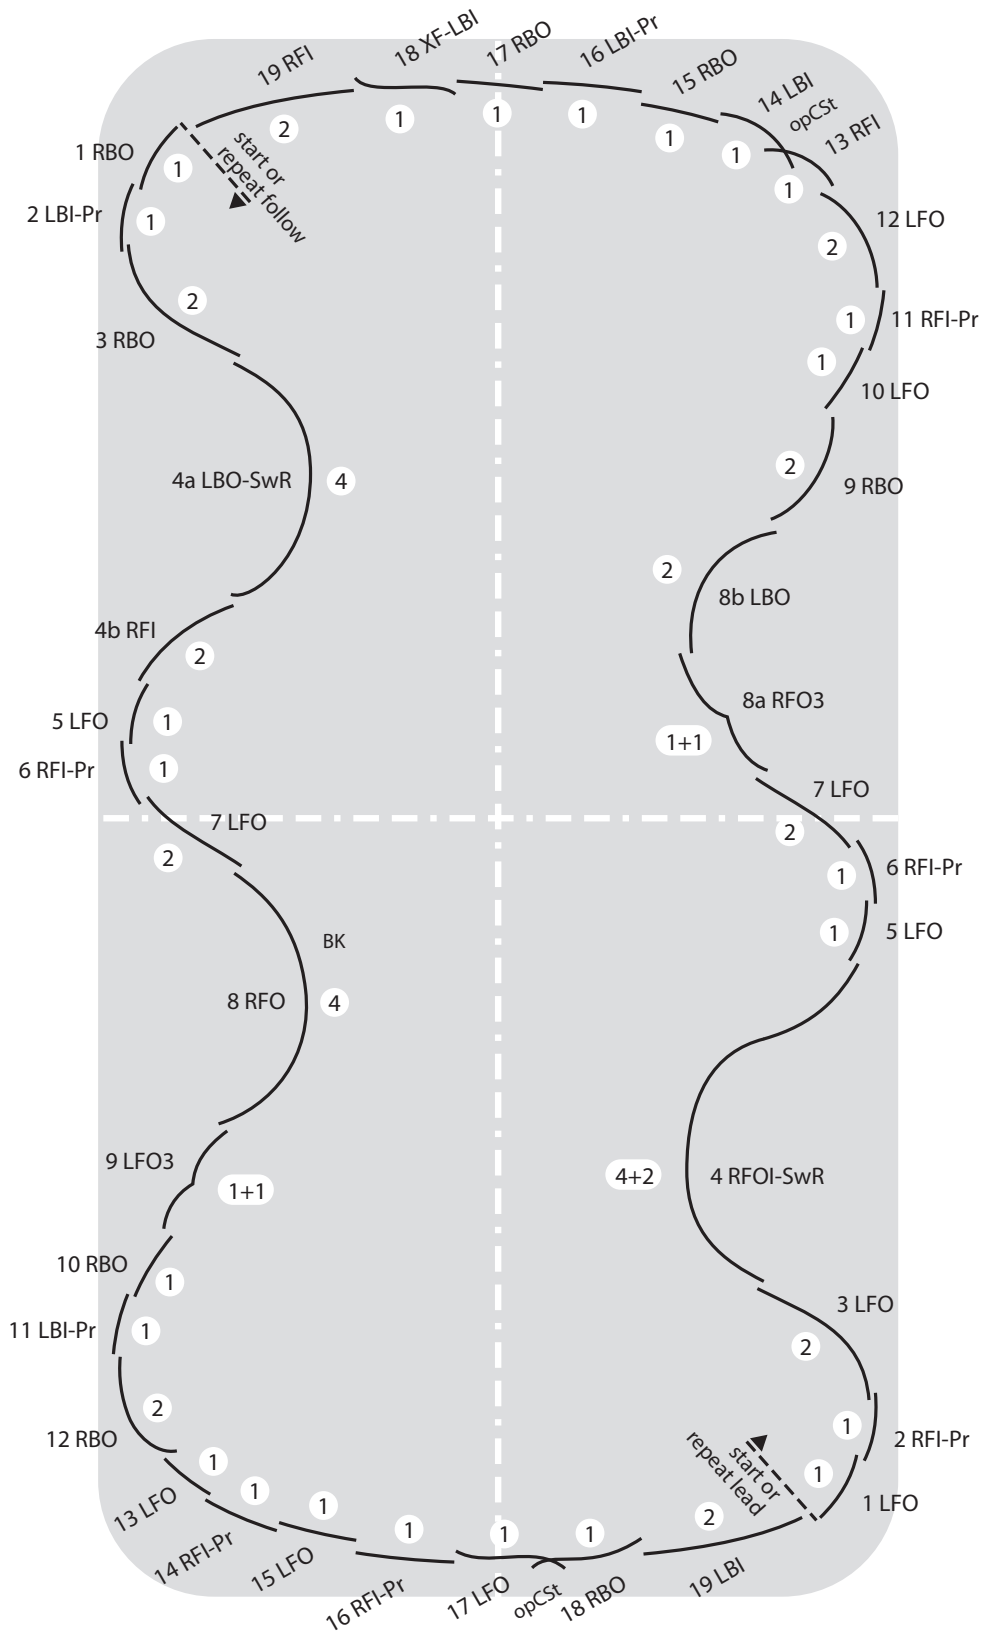 18 XF-LBI
17 RBO
16 LBI-Pr
19 RFI
15 RBO
14 LBI
opCSt
13 RFI
1
1
1
2
1
start or
repeat follow
1 RBO
1
1
1
2 LBI-Pr
1
12 LFO
2
2
11 RFI-Pr
1
3 RBO
1
10 LFO
4a LBO-SwR
4
2
9 RBO
2
8b LBO
4b RFI
2
8a RFO3
5 LFO
1
1+1
6 RFI-Pr
1
7 LFO
7 LFO
2
2
6 RFI-Pr
1
5 LFO
1
BK
8 RFO
4
9 LFO3
1+1
4+2
4 RFOI-SwR
10 RBO
1
3 LFO
11 LBI-Pr
1
2
2
12 RBO
1
2 RFI-Pr
start or
repeat lead
1
1
1 LFO
1
1
2
1
1
1
13 LFO
14 RFI-Pr
15 LFO
16 RFI-Pr
17 LFO
opCSt
18 RBO
19 LBI